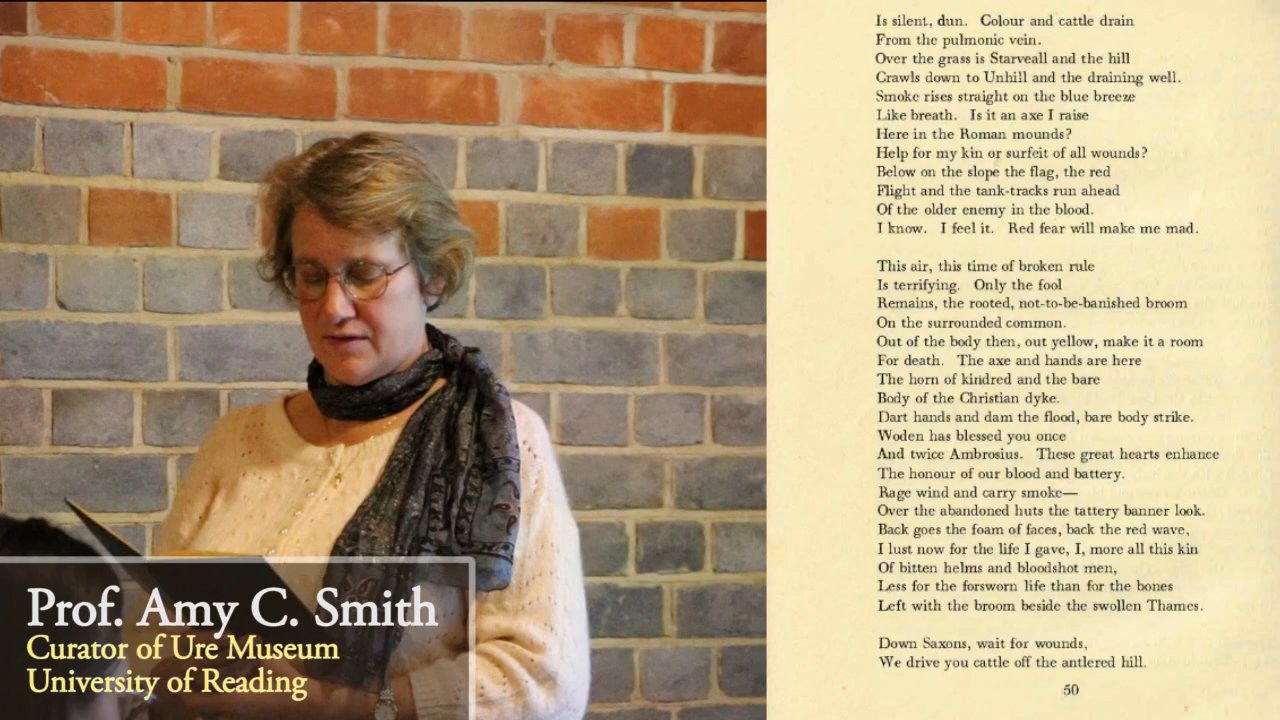 Prof. Amy C. Smith
Curator of Ure Museum
University of Reading
Is silent, dun. Colour and cattle drain
From the pulmonic vein.
Over the grass is Starveall and the hill
Crawls down to Unhill and the draining well.
Smoke rises straight on the blue breeze
Like breath. Is it an axe I raise
Here in the Roman mounds?
Help for my kin or surfeit of all wounds?
Below on the slope the flag, the red
Flight and the tank-tracks run ahead
Of the older enemy in the blood.
I know. I feel it. Red fear will make me mad.
This air, this time of broken rule
Is terrifying. Only the fool
Remains, the rooted, not-to-be-banished broom
On the surrounded common.
Out of the body then, out yellow, make it a room
For death. The axe and hands are here
The horn of kindred and the bare
Body of the Christian dyke.
Dart hands and dam the flood, bare body strike.
Woden has blessed you once
And twice Ambrosius. These great hearts enhance
The honour of our blood and battery.
Rage wind and carry smoke—
Over the abandoned huts the tattery banner look.
Back goes the foam of faces, back the red wave,
I lust now for the life I gave, I, more all this kin
Of bitten helms and bloodshot men,
Less for the forsworn life than for the bones
Left with the broom beside the swollen Thames.
Down Saxons, wait for wounds,
We drive you cattle off the antlered hill.
50